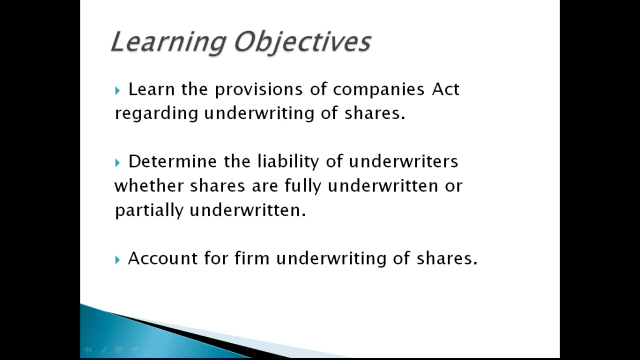 Learning Objectives
Learn the provisions of companies Act
regarding underwriting of shares.
Determine the liability of underwriters
whether shares are fully underwritten or
partially underwritten.
Account for firm underwriting of shares.